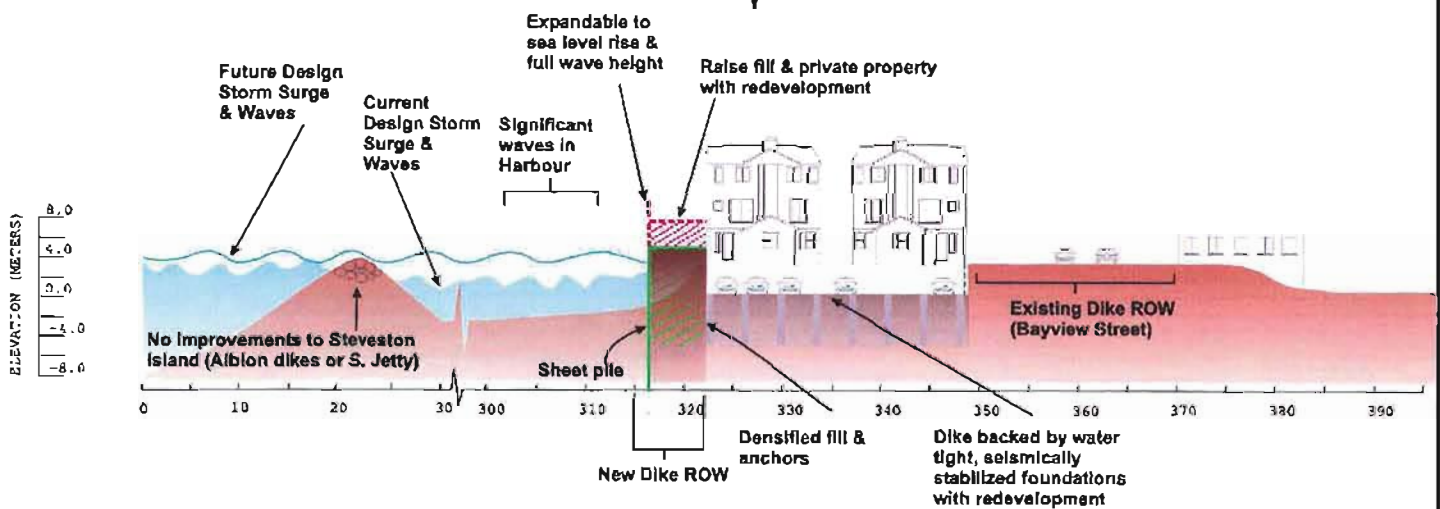 Expandable to
sea level rise &
full wave height
Future Design
Storm Surge
& Waves
Current
Design Storm
Surge &
Waves
Significant
waves in
Harbour
Raise fill & private property
with redevelopment
ELEVATION (METERS)
8.0
4.0
0.0
-4.0
-8.0
No Improvements to Steveston
Island (Albion dikes or S. Jetty)
Sheet pile
Existing Dike ROW
(Bayview Street)
0 10 20 30 300 310 320 330 340 350 360 370 380 390
New Dike ROW
Densified fill &
anchors
Dike backed by water
tight, seismically
stabilized foundations
with redevelopment